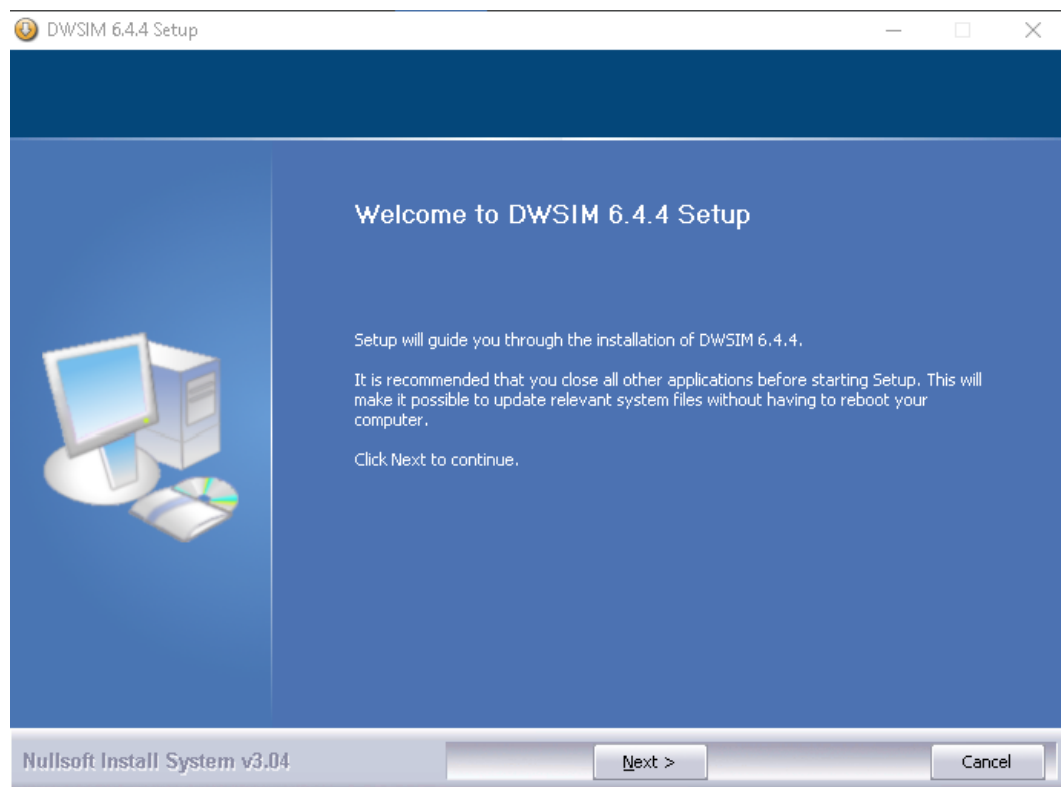 DWSIM 6.4.4 Setup
Welcome to DWSIM 6.4.4 Setup
Setup will guide you through the installation of DWSIM 6.4.4.
It is recommended that you close all other applications before starting Setup. This will
make it possible to update relevant system files without having to reboot your
computer.
Click Next to continue.
Nullsoft Install System v3.04
Next >
Cancel